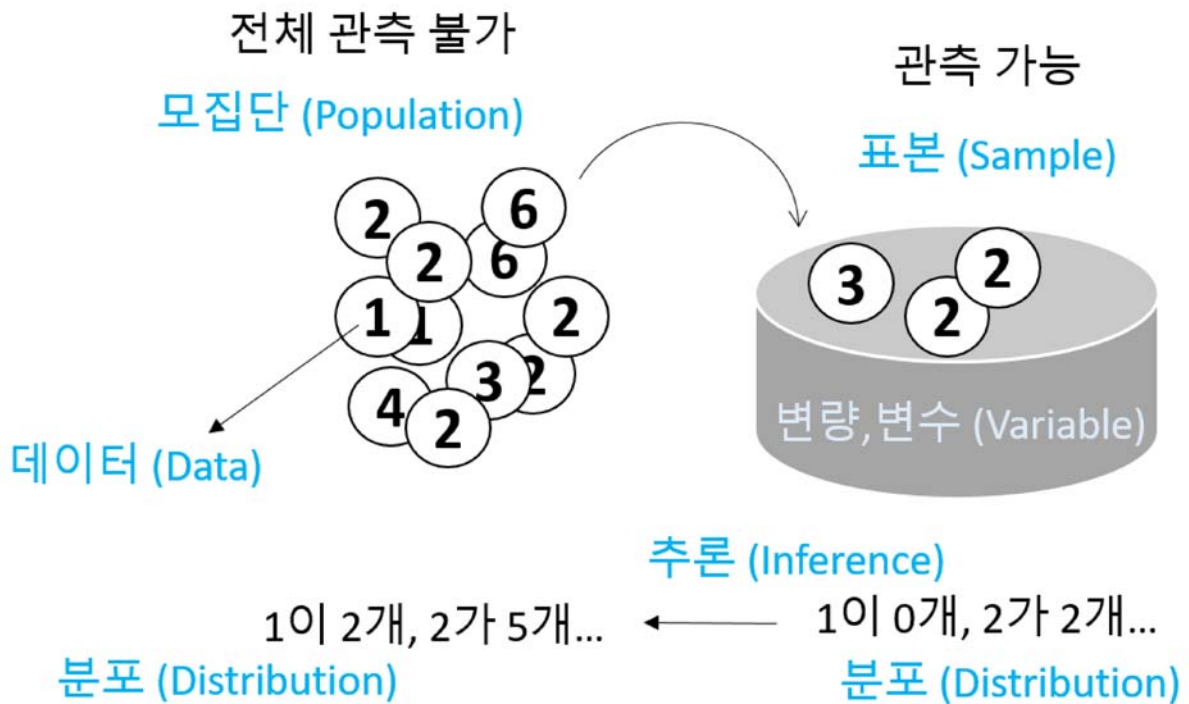 전체 관측 불가
관측 가능
모집단 (Population)
표본 (Sample)
2
6
2
6
1
1
2
4
3
2
2
3
2
2
변량,변수 (Variable)
데이터 (Data)
추론 (Inference)
1이 2개, 2가 5개...
1이 0개, 2가 2개...
분포 (Distribution)
분포 (Distribution)